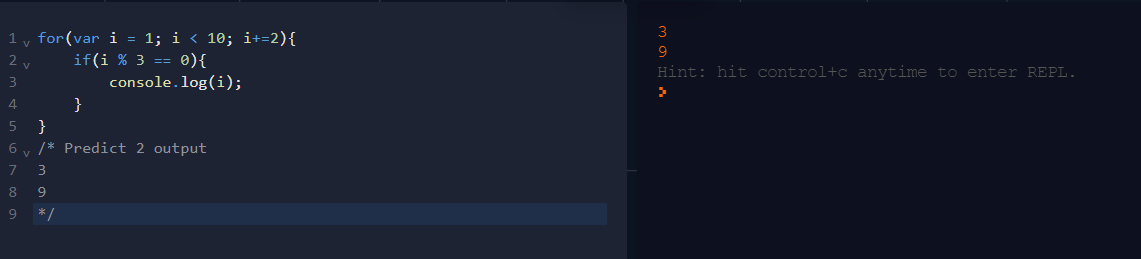 1 v for(var i = 1; i < 10; i+=2){
2 v     if(i % 3 == 0){
3         console.log(i);
4     }
5 }
6 v /* Predict 2 output
7 3
8 9
9 */
3
9
Hint: hit control+c anytime to enter REPL.
>